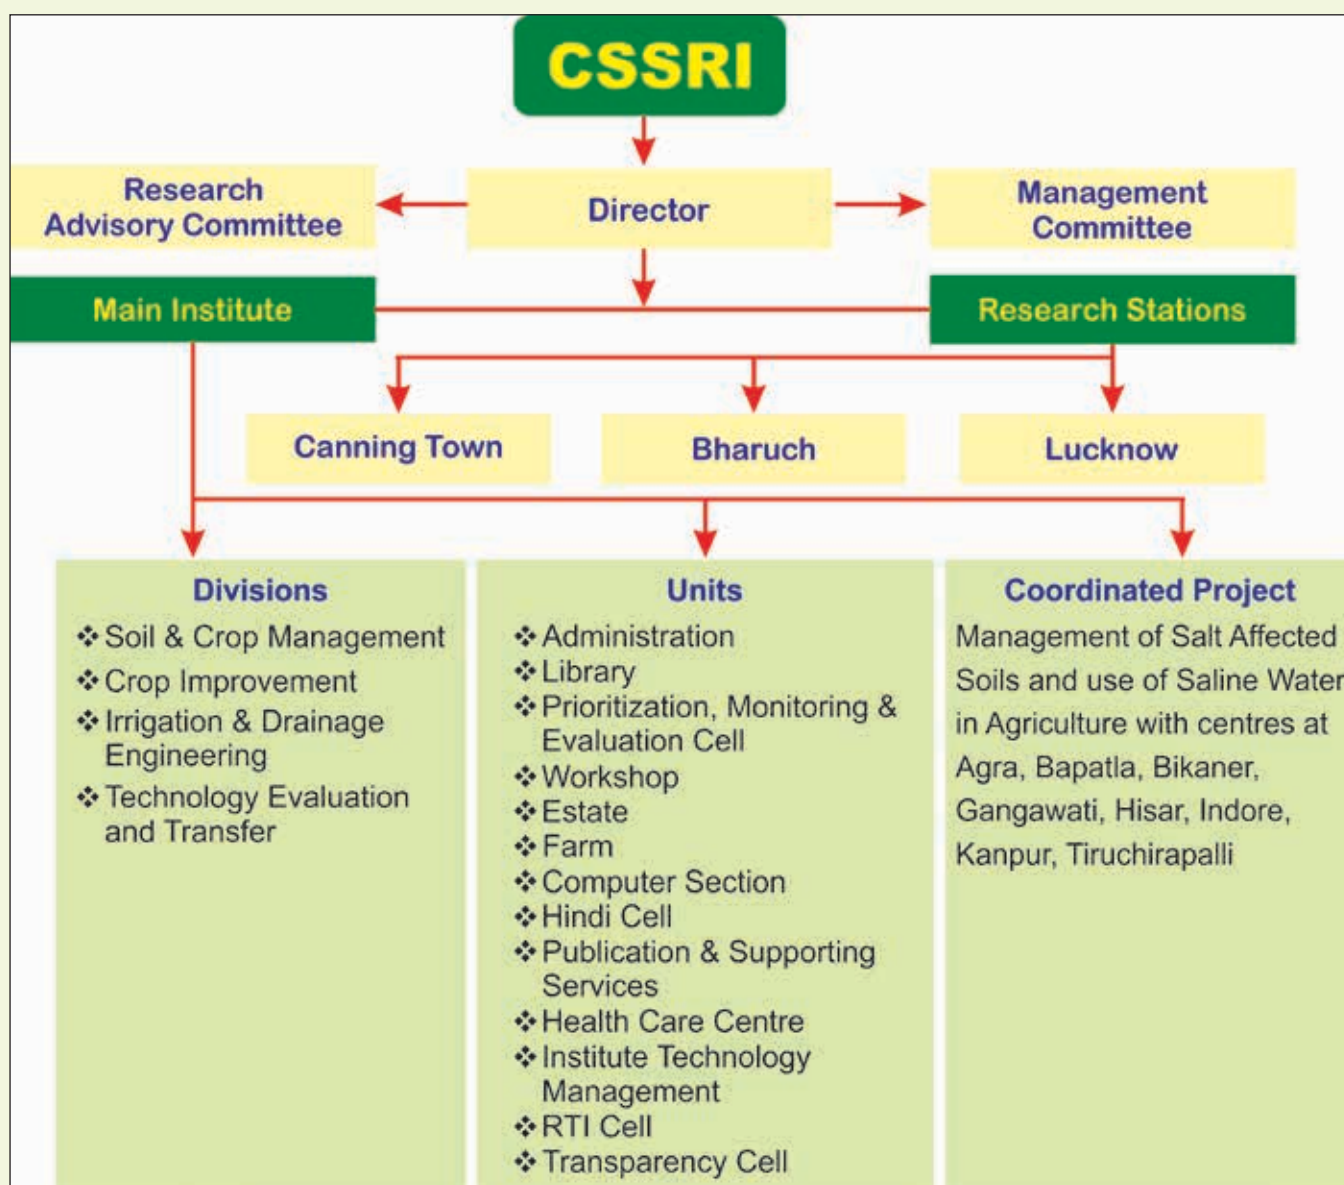 CSSRI
Research
Advisory Committee
Director
Management
Committee
Main Institute
Research Stations
Canning Town
Bharuch
Lucknow
Divisions
❖ Soil & Crop Management
❖ Crop Improvement
❖ Irrigation & Drainage
Engineering
❖ Technology Evaluation
and Transfer
Units
❖ Administration
❖ Library
❖ Prioritization, Monitoring &
Evaluation Cell
❖ Workshop
❖ Estate
❖ Farm
❖ Computer Section
❖ Hindi Cell
❖ Publication & Supporting
Services
❖ Health Care Centre
❖ Institute Technology
Management
❖ RTI Cell
❖ Transparency Cell
Coordinated Project
Management of Salt Affected
Soils and use of Saline Water
in Agriculture with centres at
Agra, Bapatla, Bikaner,
Gangawati, Hisar, Indore,
Kanpur, Tiruchirapalli